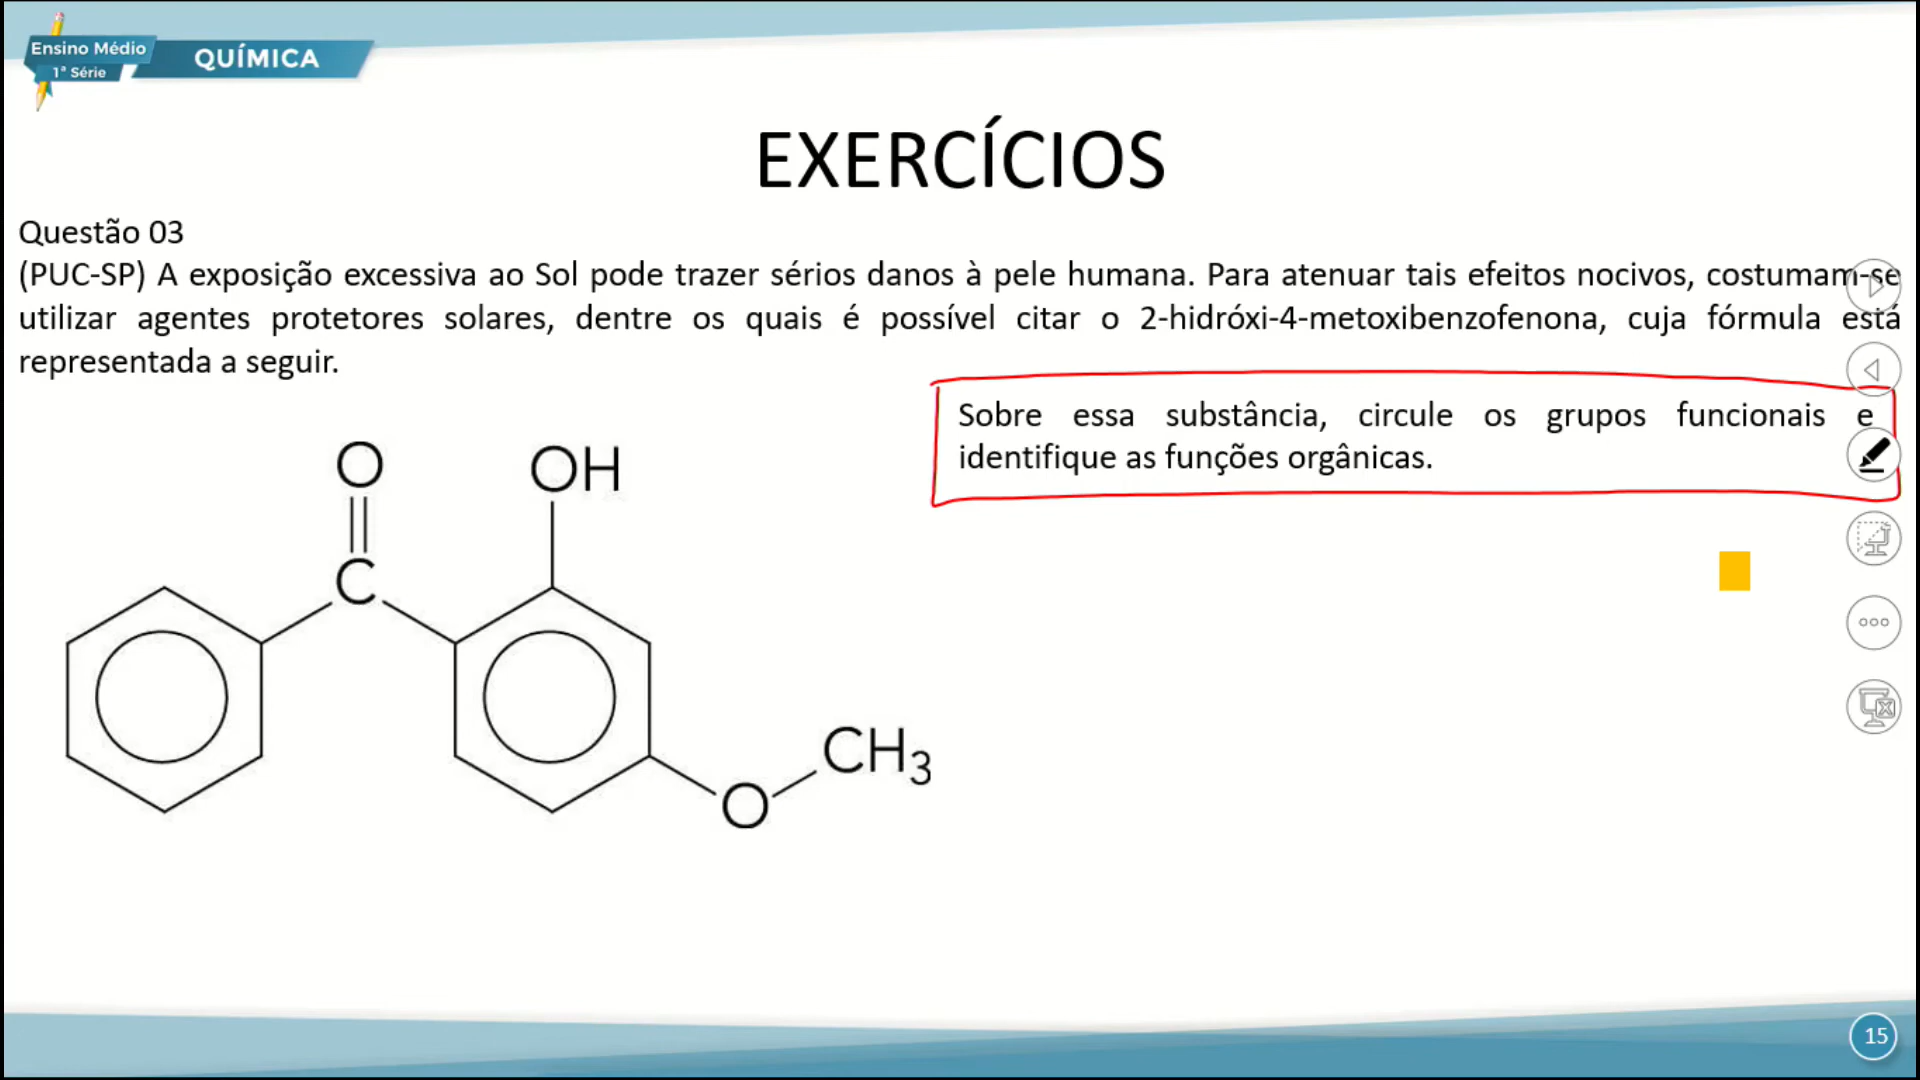 Ensino Médio
1ª Série
QUÍMICA
EXERCÍCIOS
Questão 03
(PUC-SP) A exposição excessiva ao Sol pode trazer sérios danos à pele humana. Para atenuar tais efeitos nocivos, costumam-se
utilizar agentes protetores solares, dentre os quais é possível citar o 2-hidróxi-4-metoxibenzofenona, cuja fórmula está
representada a seguir.
Sobre essa substância, circule os grupos funcionais e
identifique as funções orgânicas.
O
OH
C
CH₃
O
15